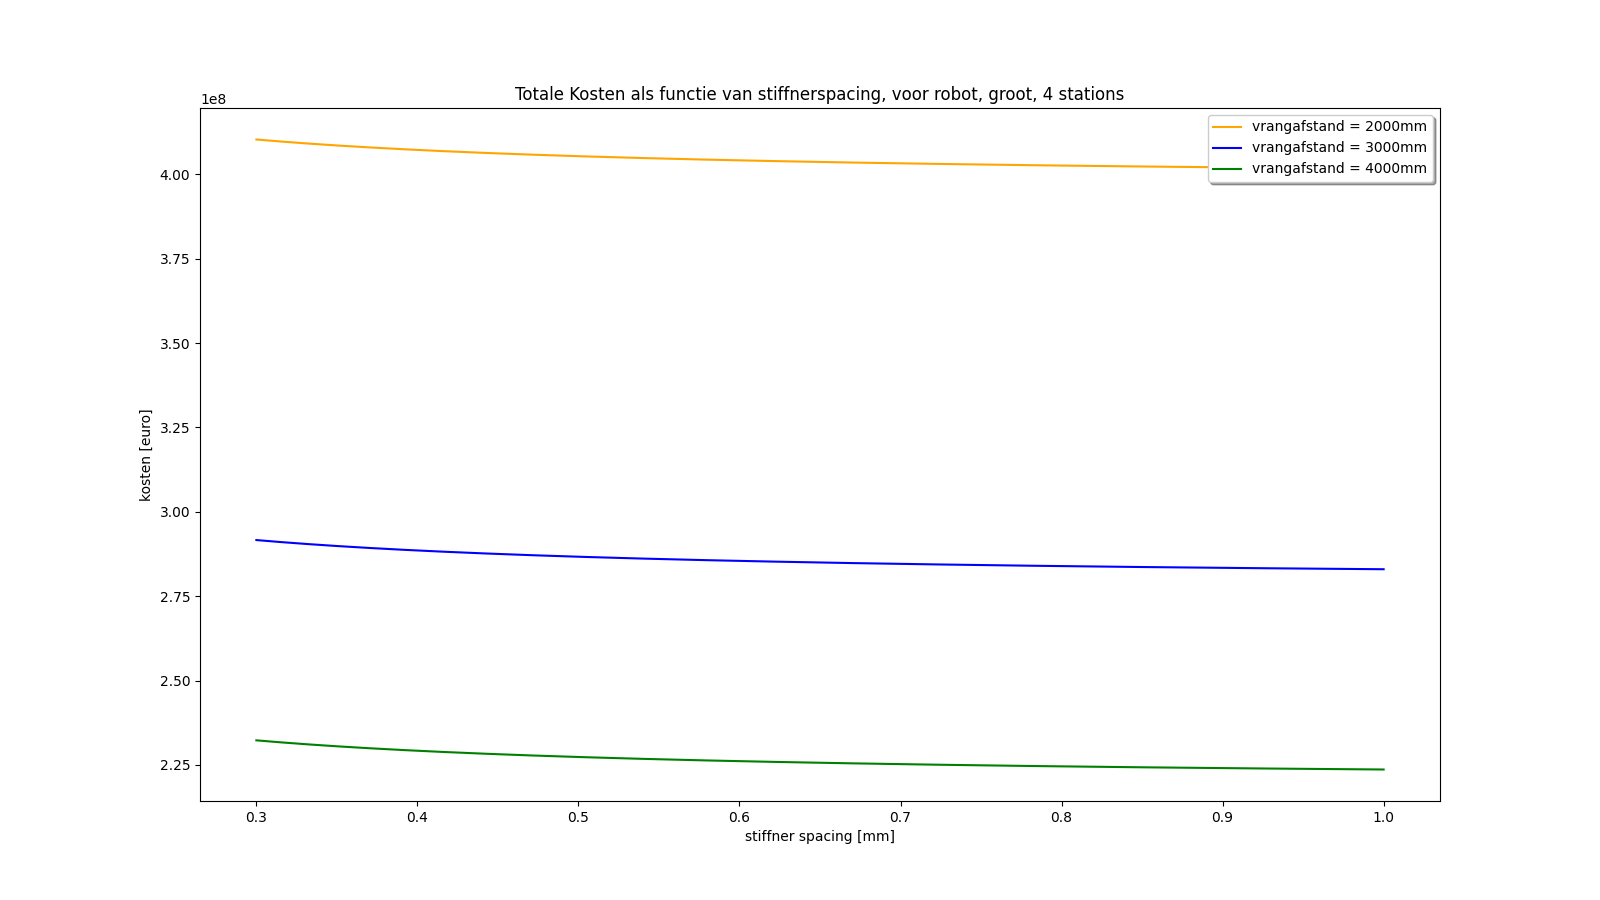 Totale Kosten als functie van stiffnerspacing, voor robot, groot, 4 stations
1e8
vrangafstand = 2000mm
vrangafstand = 3000mm
vrangafstand = 4000mm
4.00
3.75
3.50
3.25
3.00
2.75
2.50
2.25
kosten [euro]
0.3 0.4 0.5 0.6 0.7 0.8 0.9 1.0
stiffner spacing [mm]